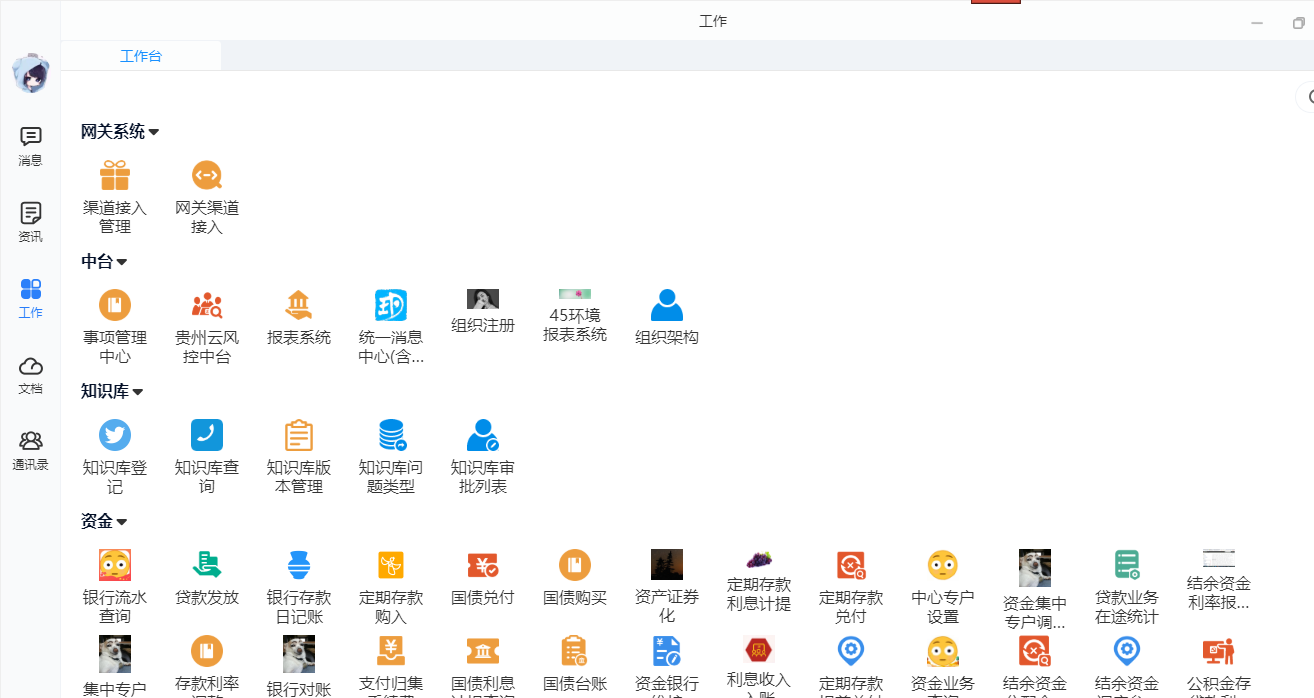 工作
工作台
消息
资讯
工作
文档
通讯录
网关系统
渠道接入
管理
网关渠道
接入
中台
事项管理
中心
贵州云风
控中台
报表系统
统一消息
中心(含...
组织注册
45环境
报表系统
组织架构
知识库
知识库登
记
知识库查
询
知识库版
本管理
知识库问
题类型
知识库审
批列表
资金
银行流水
查询
贷款发放
银行存款
日记账
定期存款
购入
国债兑付
国债购买
资产证券
化
定期存款
利息计提
定期存款
兑付
中心专户
设置
资金集中
专户调...
贷款业务
在途统计
结余资金
利率报...
集中专户
存款利率
银行对账
支付归集
国债利息
国债台账
资金银行
利息收入
定期存款
资金业务
结余资金
结余资金
公积金存